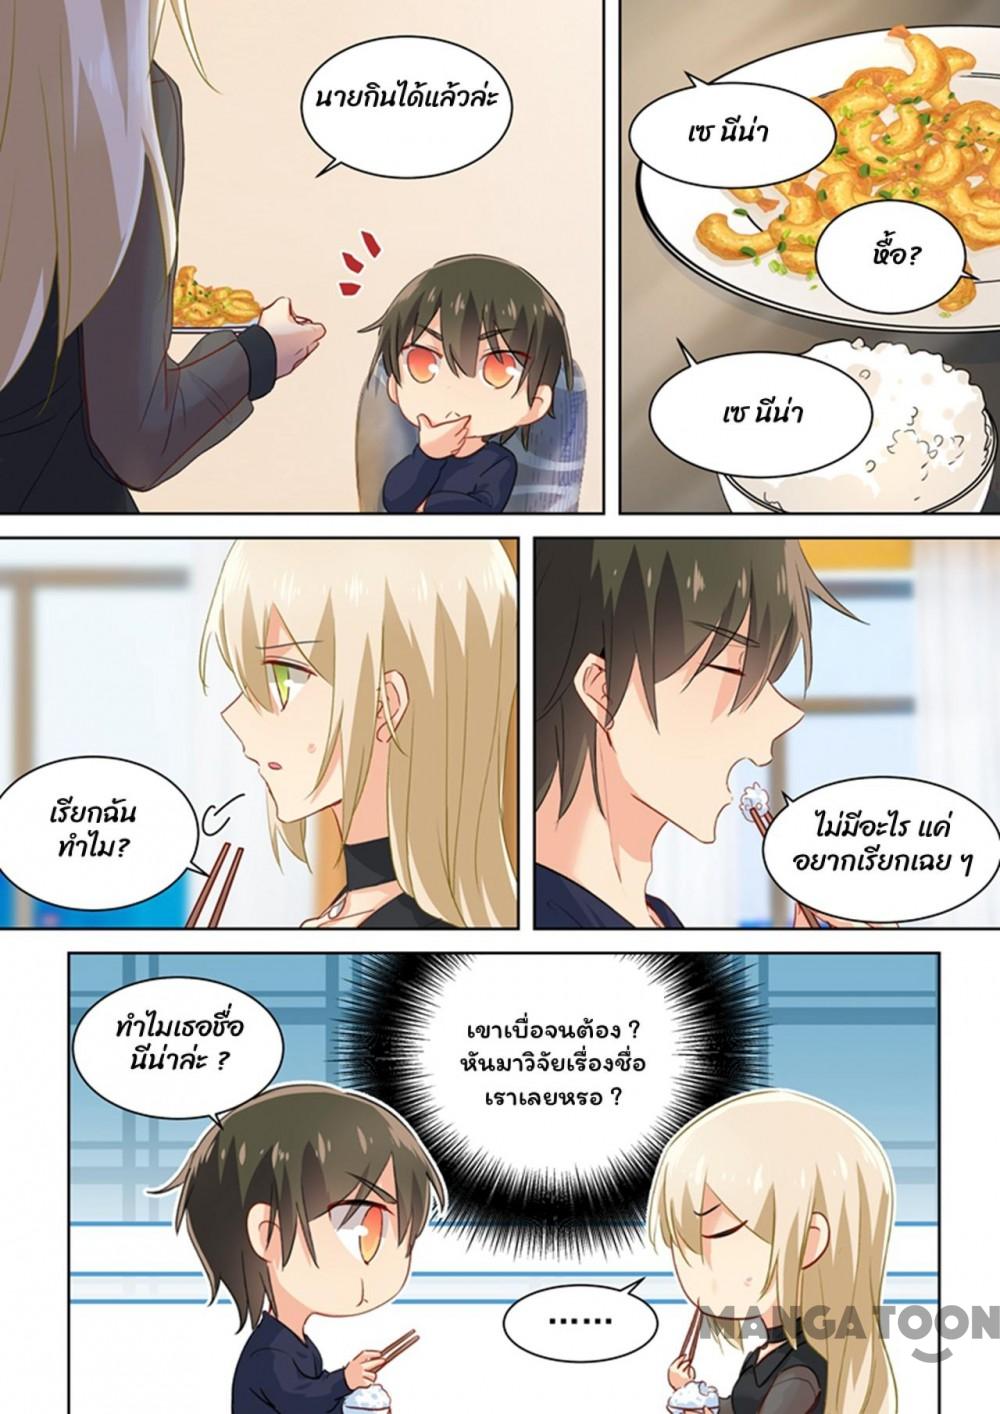 นายกินได้แล้วล่ะ
เซ นีน่า
หื้อ?
เซ นีน่า
เรียกฉัน
ทำไม?
ไม่มีอะไร แค่
อยากเรียกเฉย ๆ
ทำไมเธอชื่อ
นีน่าล่ะ ?
เขาเบื่อจนต้อง ?
หันมาวิจัยเรื่องชื่อ
เราเลยหรอ ?
······
MANGATOON